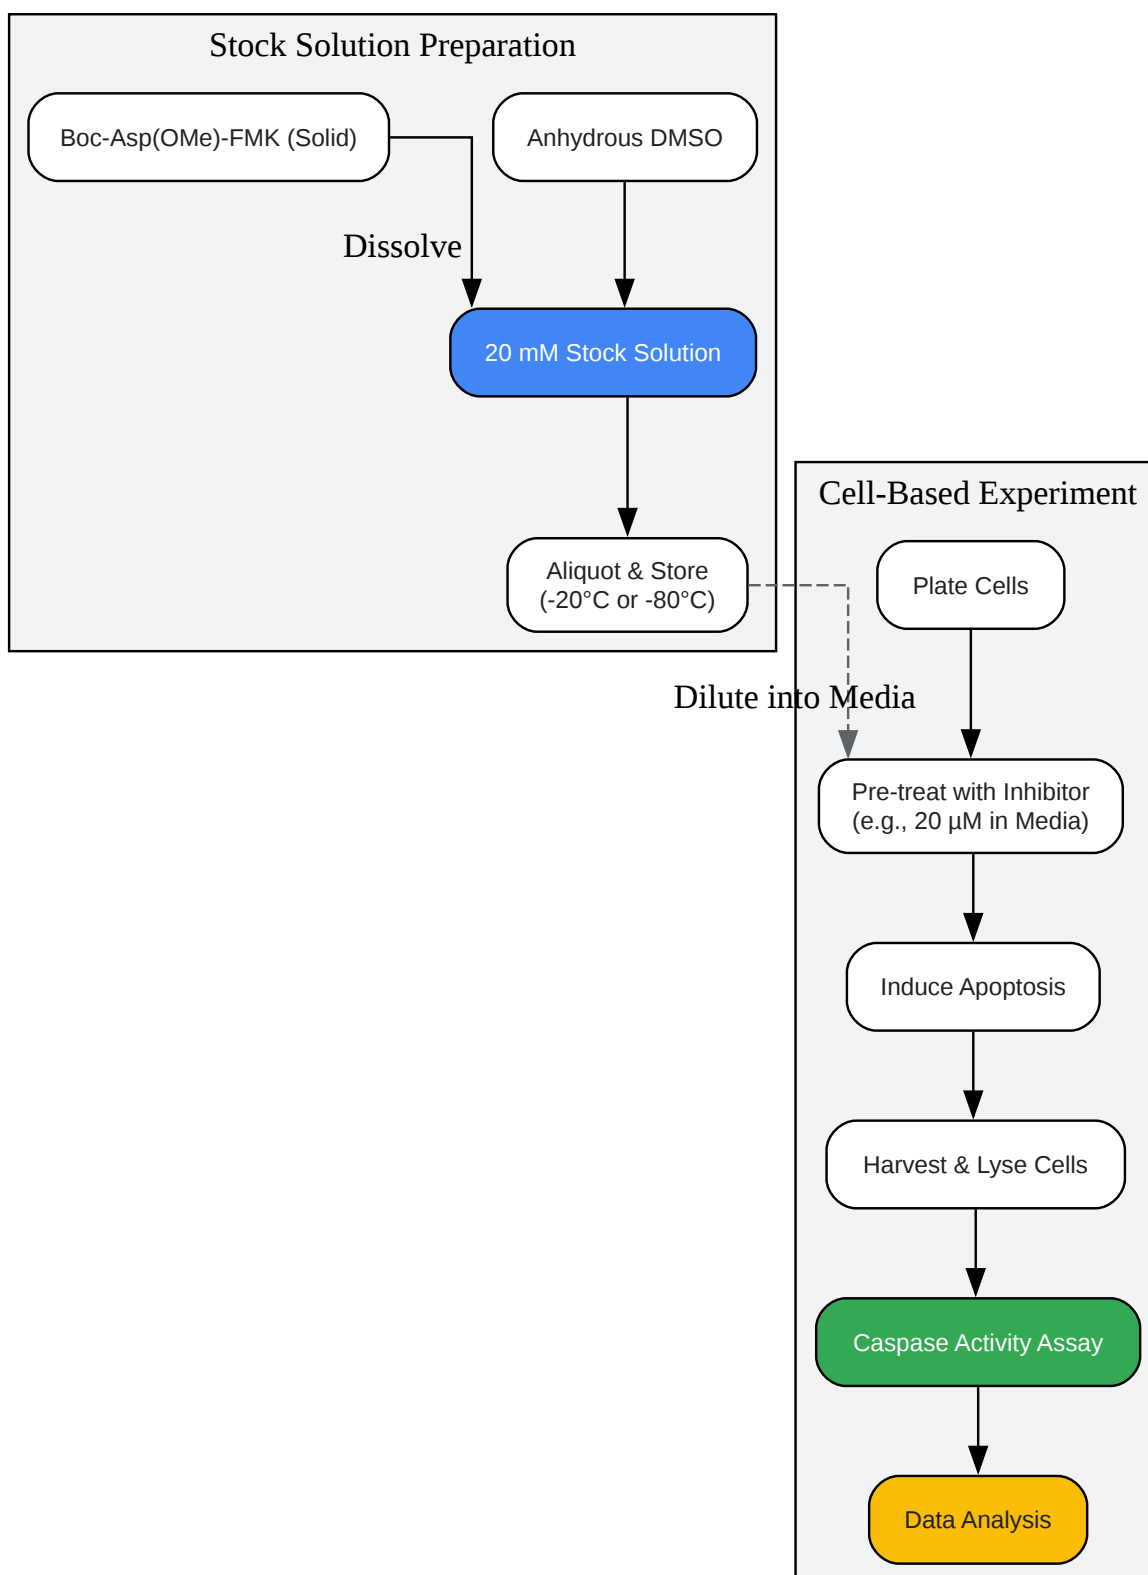 Stock Solution Preparation
Boc-Asp(OMe)-FMK (Solid)
Anhydrous DMSO
Dissolve
20 mM Stock Solution
Aliquot & Store
(-20°C or -80°C)
Cell-Based Experiment
Plate Cells
Dilute into Media
Pre-treat with Inhibitor
(e.g., 20 µM in Media)
Induce Apoptosis
Harvest & Lyse Cells
Caspase Activity Assay
Data Analysis